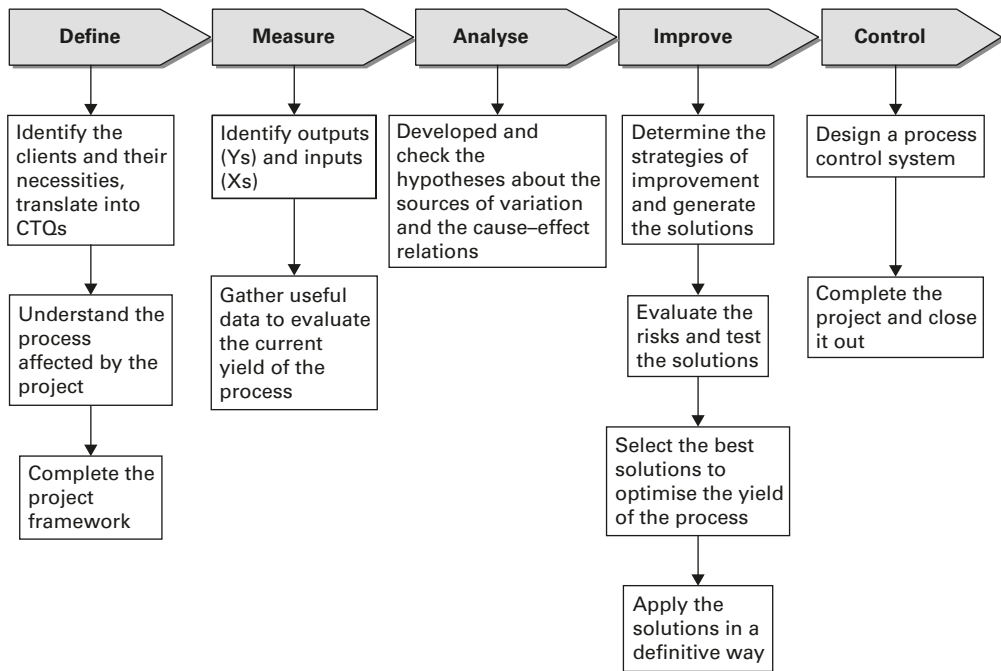 Define
Measure
Analyse
Improve
Control
Identify the
clients and their
necessities,
translate into
CTQs
Understand the
process
affected by the
project
Complete the
project
framework
Identify outputs
(Ys) and inputs
(Xs)
Gather useful
data to evaluate
the current
yield of the
process
Developed and
check the
hypotheses about the
sources of variation
and the cause–effect
relations
Determine the
strategies of
improvement
and generate
the solutions
Evaluate the
risks and test
the solutions
Select the best
solutions to
optimise the yield
of the process
Apply the
solutions in a
definitive way
Design a process
control system
Complete the
project and close
it out